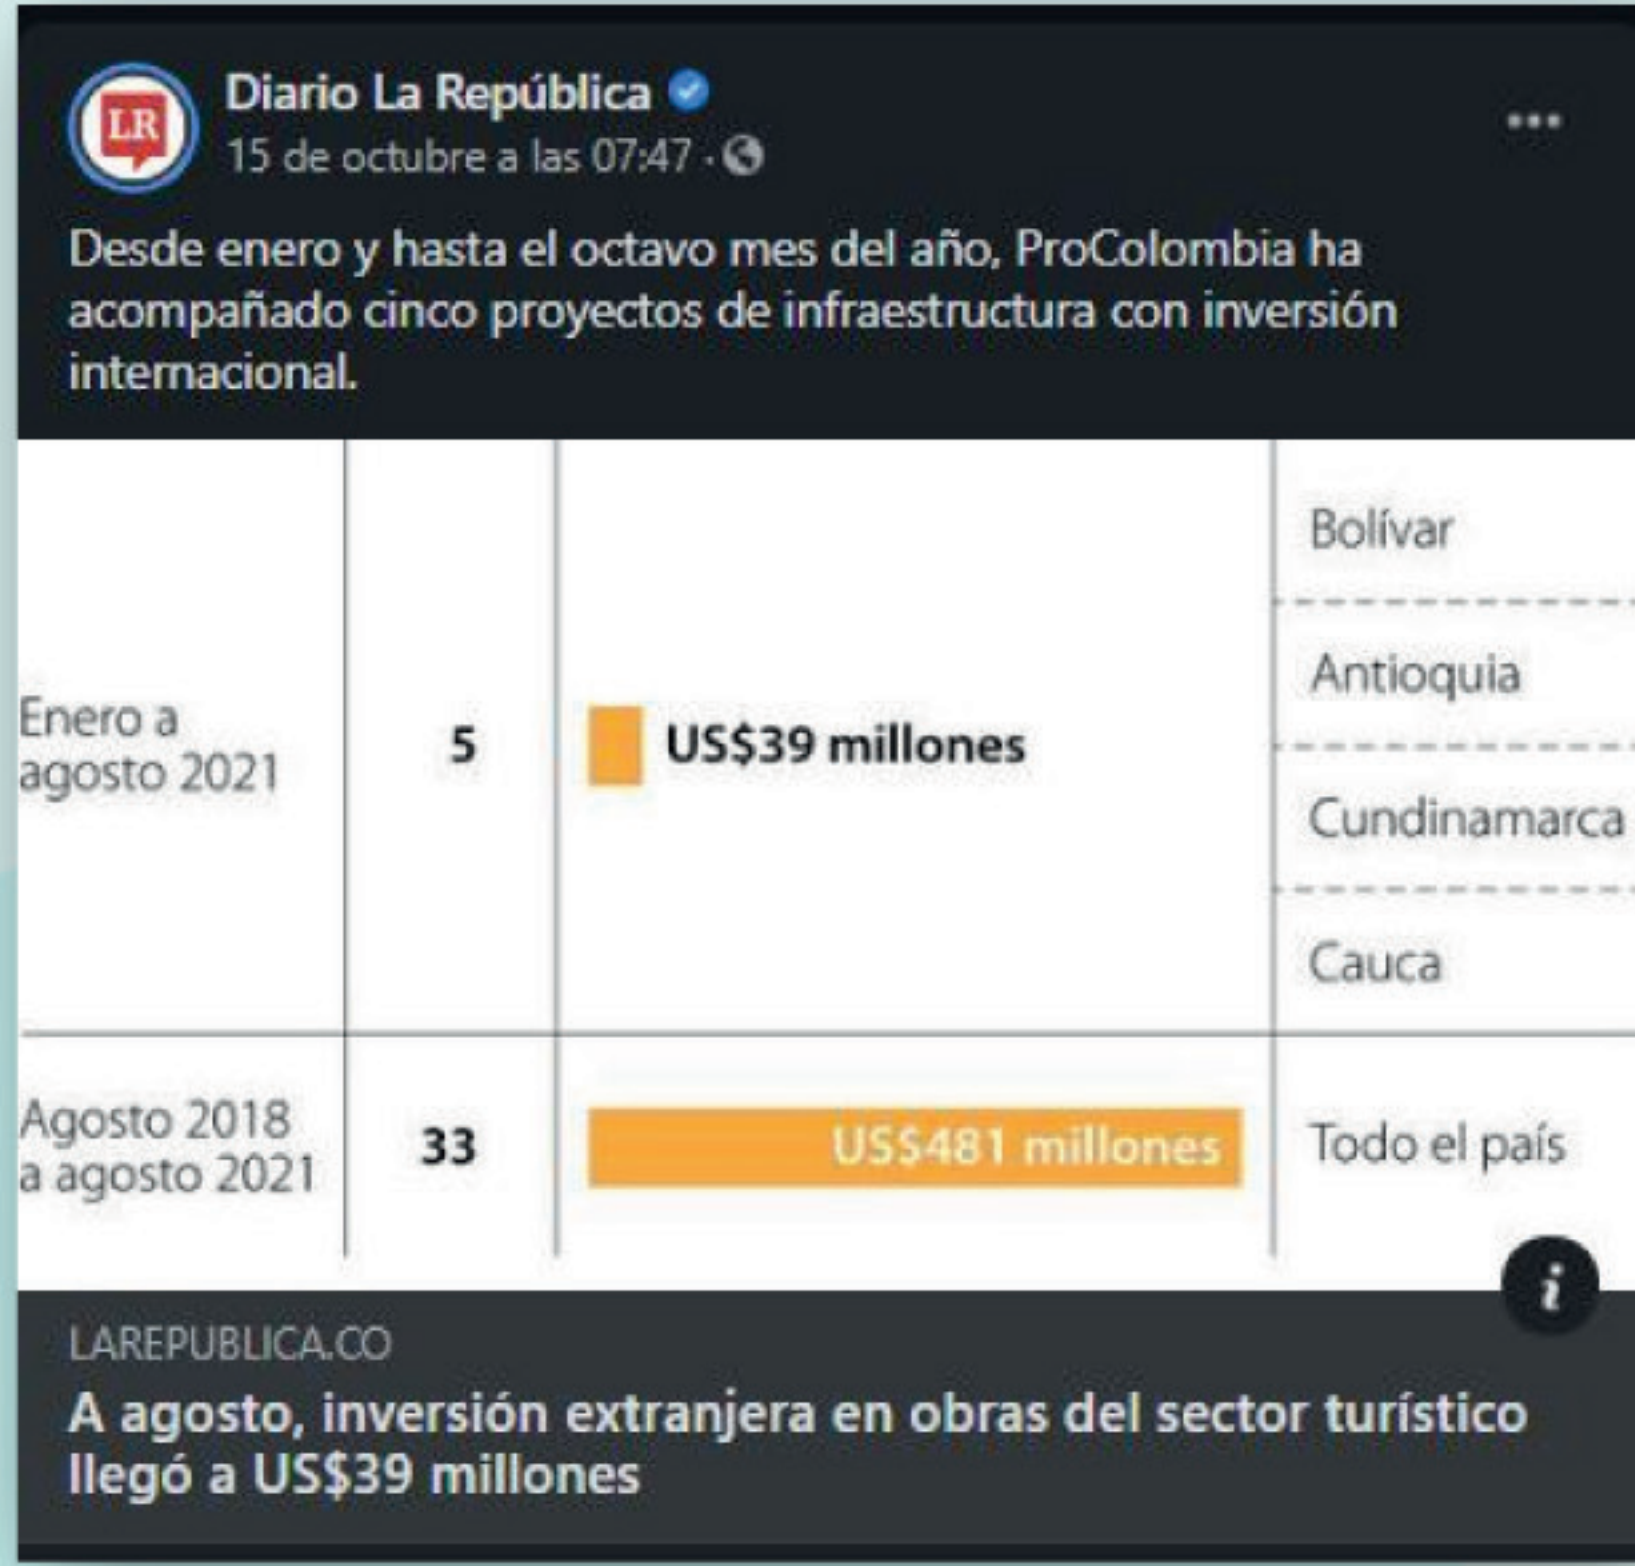 LR
Diario La República
15 de octubre a las 07:47 ·
Desde enero y hasta el octavo mes del año, ProColombia ha
acompañado cinco proyectos de infraestructura con inversión
internacional.
Enero a
agosto 2021
5
US$39 millones
Bolívar
Antioquia
Cundinamarca
Cauca
Agosto 2018
a agosto 2021
33
US$481 millones
Todo el país
i
LAREPUBLICA.CO
A agosto, inversión extranjera en obras del sector turístico
llegó a US$39 millones